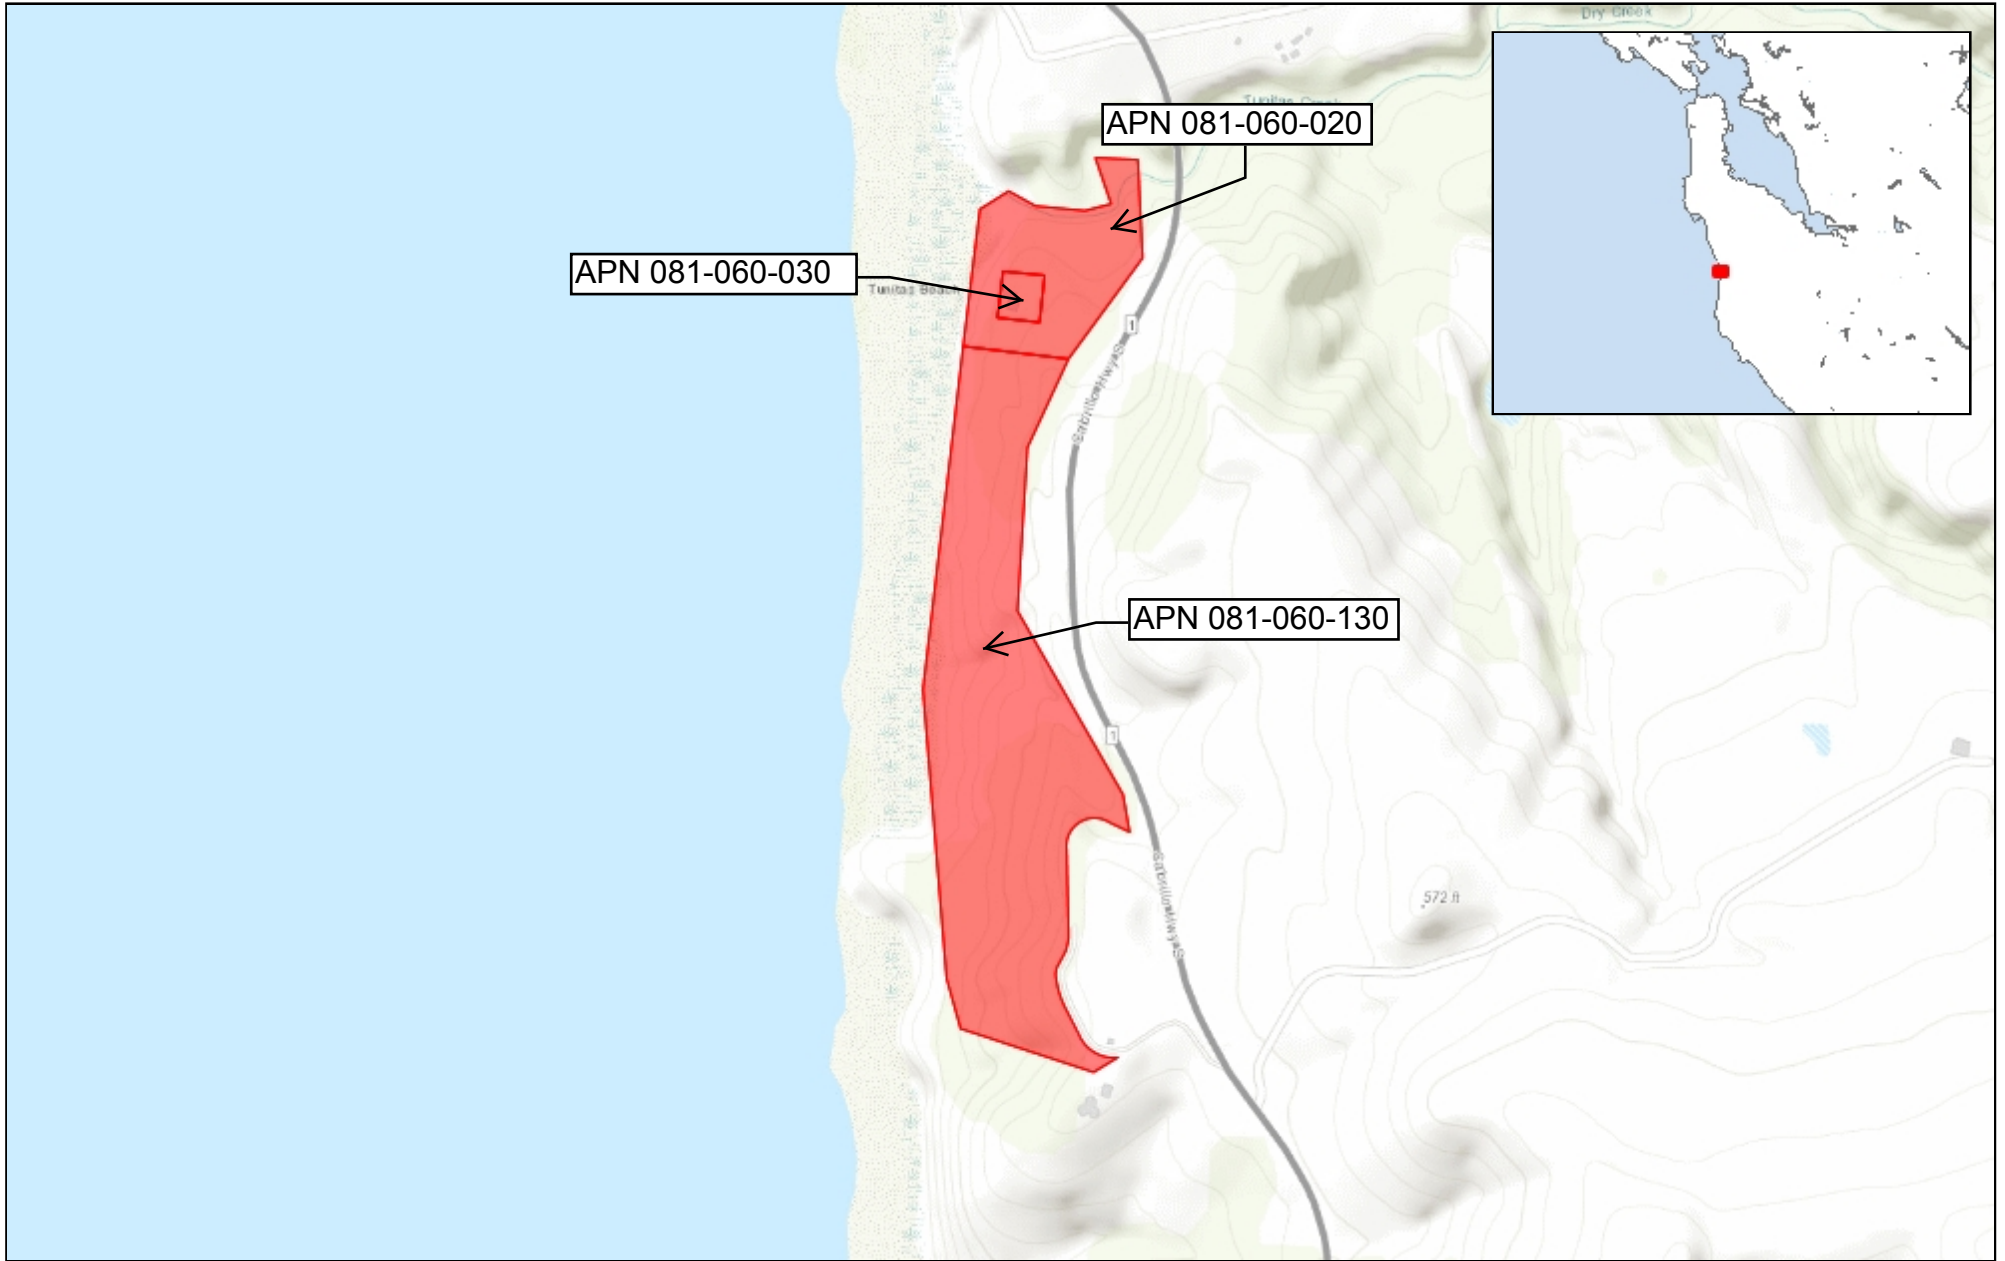 Dry Creek
Tunitas Creek
APN 081-060-020
APN 081-060-030
Tunitas Beach
1
Cabrillo Hwy S
APN 081-060-130
1
Cabrillo Hwy S
572 ft